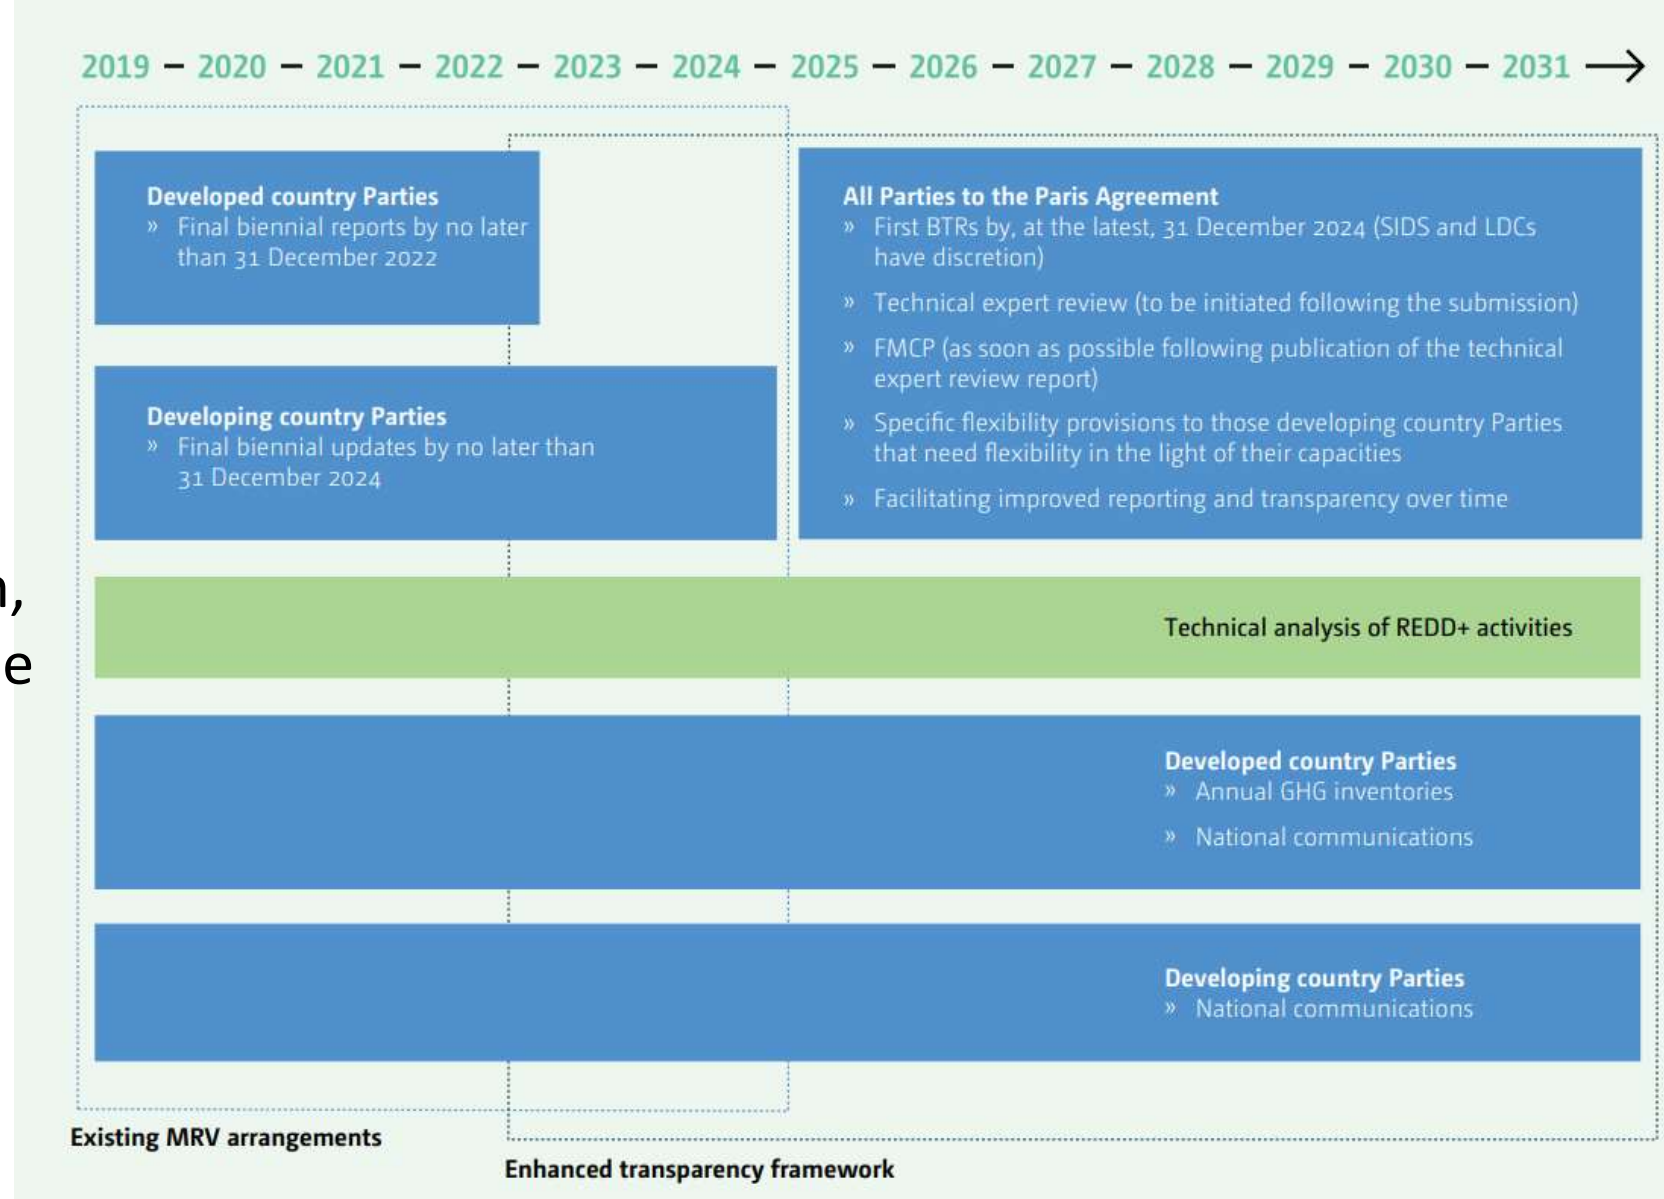 2019 – 2020 – 2021 – 2022 – 2023 – 2024 – 2025 – 2026 – 2027 – 2028 – 2029 – 2030 – 2031
Developed country Parties
» Final biennial reports by no later
than 31 December 2022
Developing country Parties
» Final biennial updates by no later than
31 December 2024
All Parties to the Paris Agreement
» First BTRs by, at the latest, 31 December 2024 (SIDS and LDCs
have discretion)
» Technical expert review (to be initiated following the submission)
» FMCP (as soon as possible following publication of the technical
expert review report)
» Specific flexibility provisions to those developing country Parties
that need flexibility in the light of their capacities
» Facilitating improved reporting and transparency over time
Technical analysis of REDD+ activities
Developed country Parties
» Annual GHG inventories
» National communications
Developing country Parties
» National communications
Existing MRV arrangements
Enhanced transparency framework